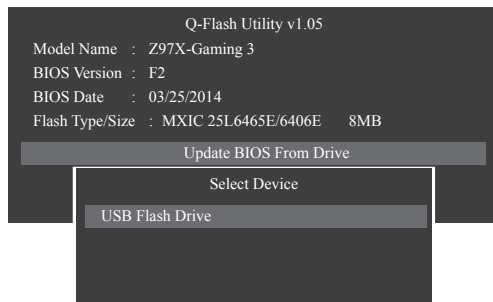 Q-Flash Utility v1.05
Model Name : Z97X-Gaming 3
BIOS Version : F2
BIOS Date : 03/25/2014
Flash Type/Size : MXIC 25L6465E/6406E 8MB
Update BIOS From Drive
Select Device
USB Flash Drive